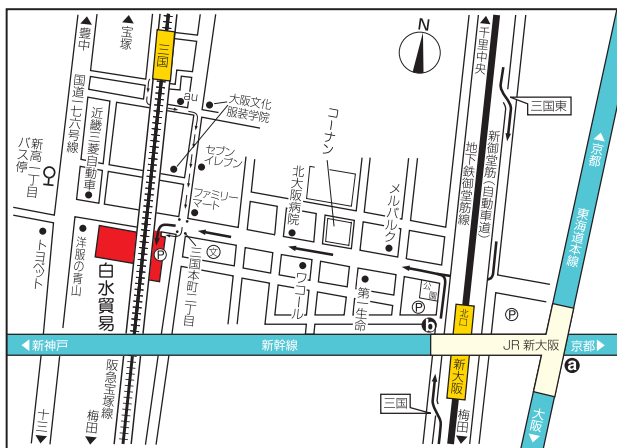 豊中
宝塚
N
千里中央
三国
国道一七六号線
au
大阪文化
服装学院
コーナン
三国東
新御堂筋(自動車道)
地下鉄御堂筋線
京都
東海道本線
近畿三菱自動車
新高一丁目
バス停
セブン
イレブン
北大阪病院
メルパルク
ファミリー
マート
トヨペット
洋服の青山
P
文
三国本町二丁目
白水貿易
ワコール
第一生命
公園
P
P
北口
b
新神戸
新幹線
JR 新大阪
京都
a
阪急宝塚線
新大阪
三国
十三
梅田
梅田
大阪